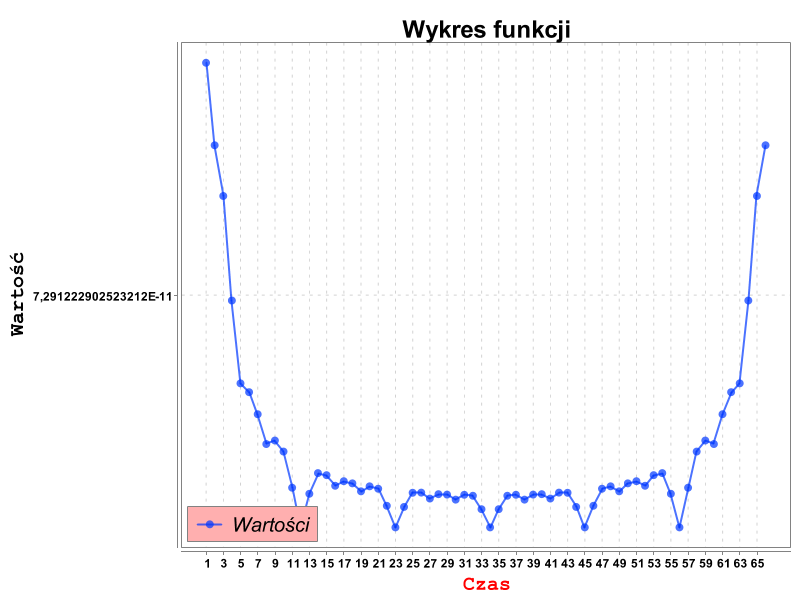 Wykres funkcji
Wartość
7,2912229025​23212E-11
Wartości
1 3 5 7 9 11 13 15 17 19 21 23 25 27 29 31 33 35 37 39 41 43 45 47 49 51 53 55 57 59 61 63 65
Czas